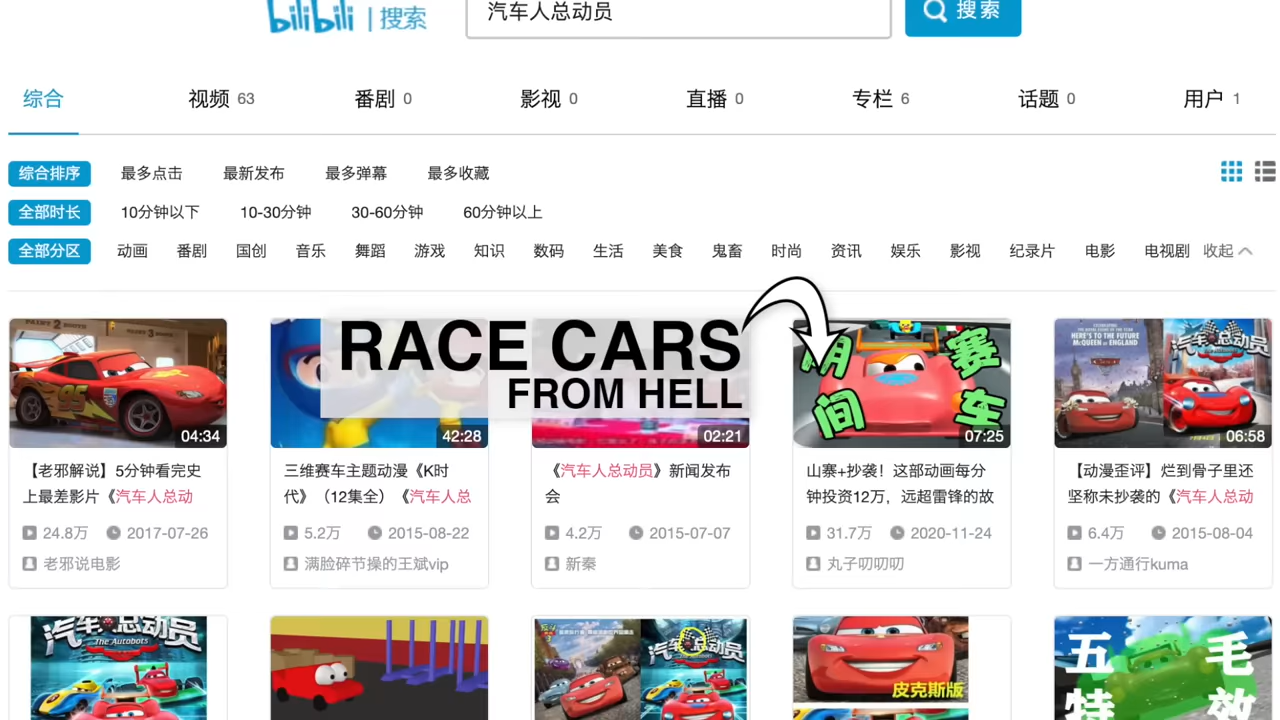 bilibili | 搜索
汽车人总动员
搜索
综合
视频 63
番剧 0
影视 0
直播 0
专栏 6
话题 0
用户 1
综合排序 最多点击 最新发布 最多弹幕 最多收藏
全部时长 10分钟以下 10-30分钟 30-60分钟 60分钟以上
全部分区 动画 番剧 国创 音乐 舞蹈 游戏 知识 数码 生活 美食 鬼畜 时尚 资讯 娱乐 影视 纪录片 电影 电视剧 收起
RACE CARS
FROM HELL
95
04:34
【老邪解说】5分钟看完史
上最差影片《汽车人总动
24.8万 2017-07-26
老邪说电影
42:28
三维赛车主题动漫《K时
代》（12集全）《汽车人总
5.2万 2015-08-22
满脸碎节操的王斌vip
02:21
《汽车人总动员》新闻发布
会
4.2万 2015-07-07
新秦
阴间
赛车
07:25
山寨+抄袭！这部动画每分
钟投资12万，远超雷锋的故
31.7万 2020-11-24
丸子叨叨叨
HERE'S TO THE FUTURE
McQUEEN OF ENGLAND
汽车总动员
06:58
【动漫歪评】烂到骨子里还
坚称未抄袭的《汽车人总动
6.4万 2015-08-04
一方通行kuma
汽车人总动员
The Autobots
汽车人总动员
皮克斯版
五毛
特效